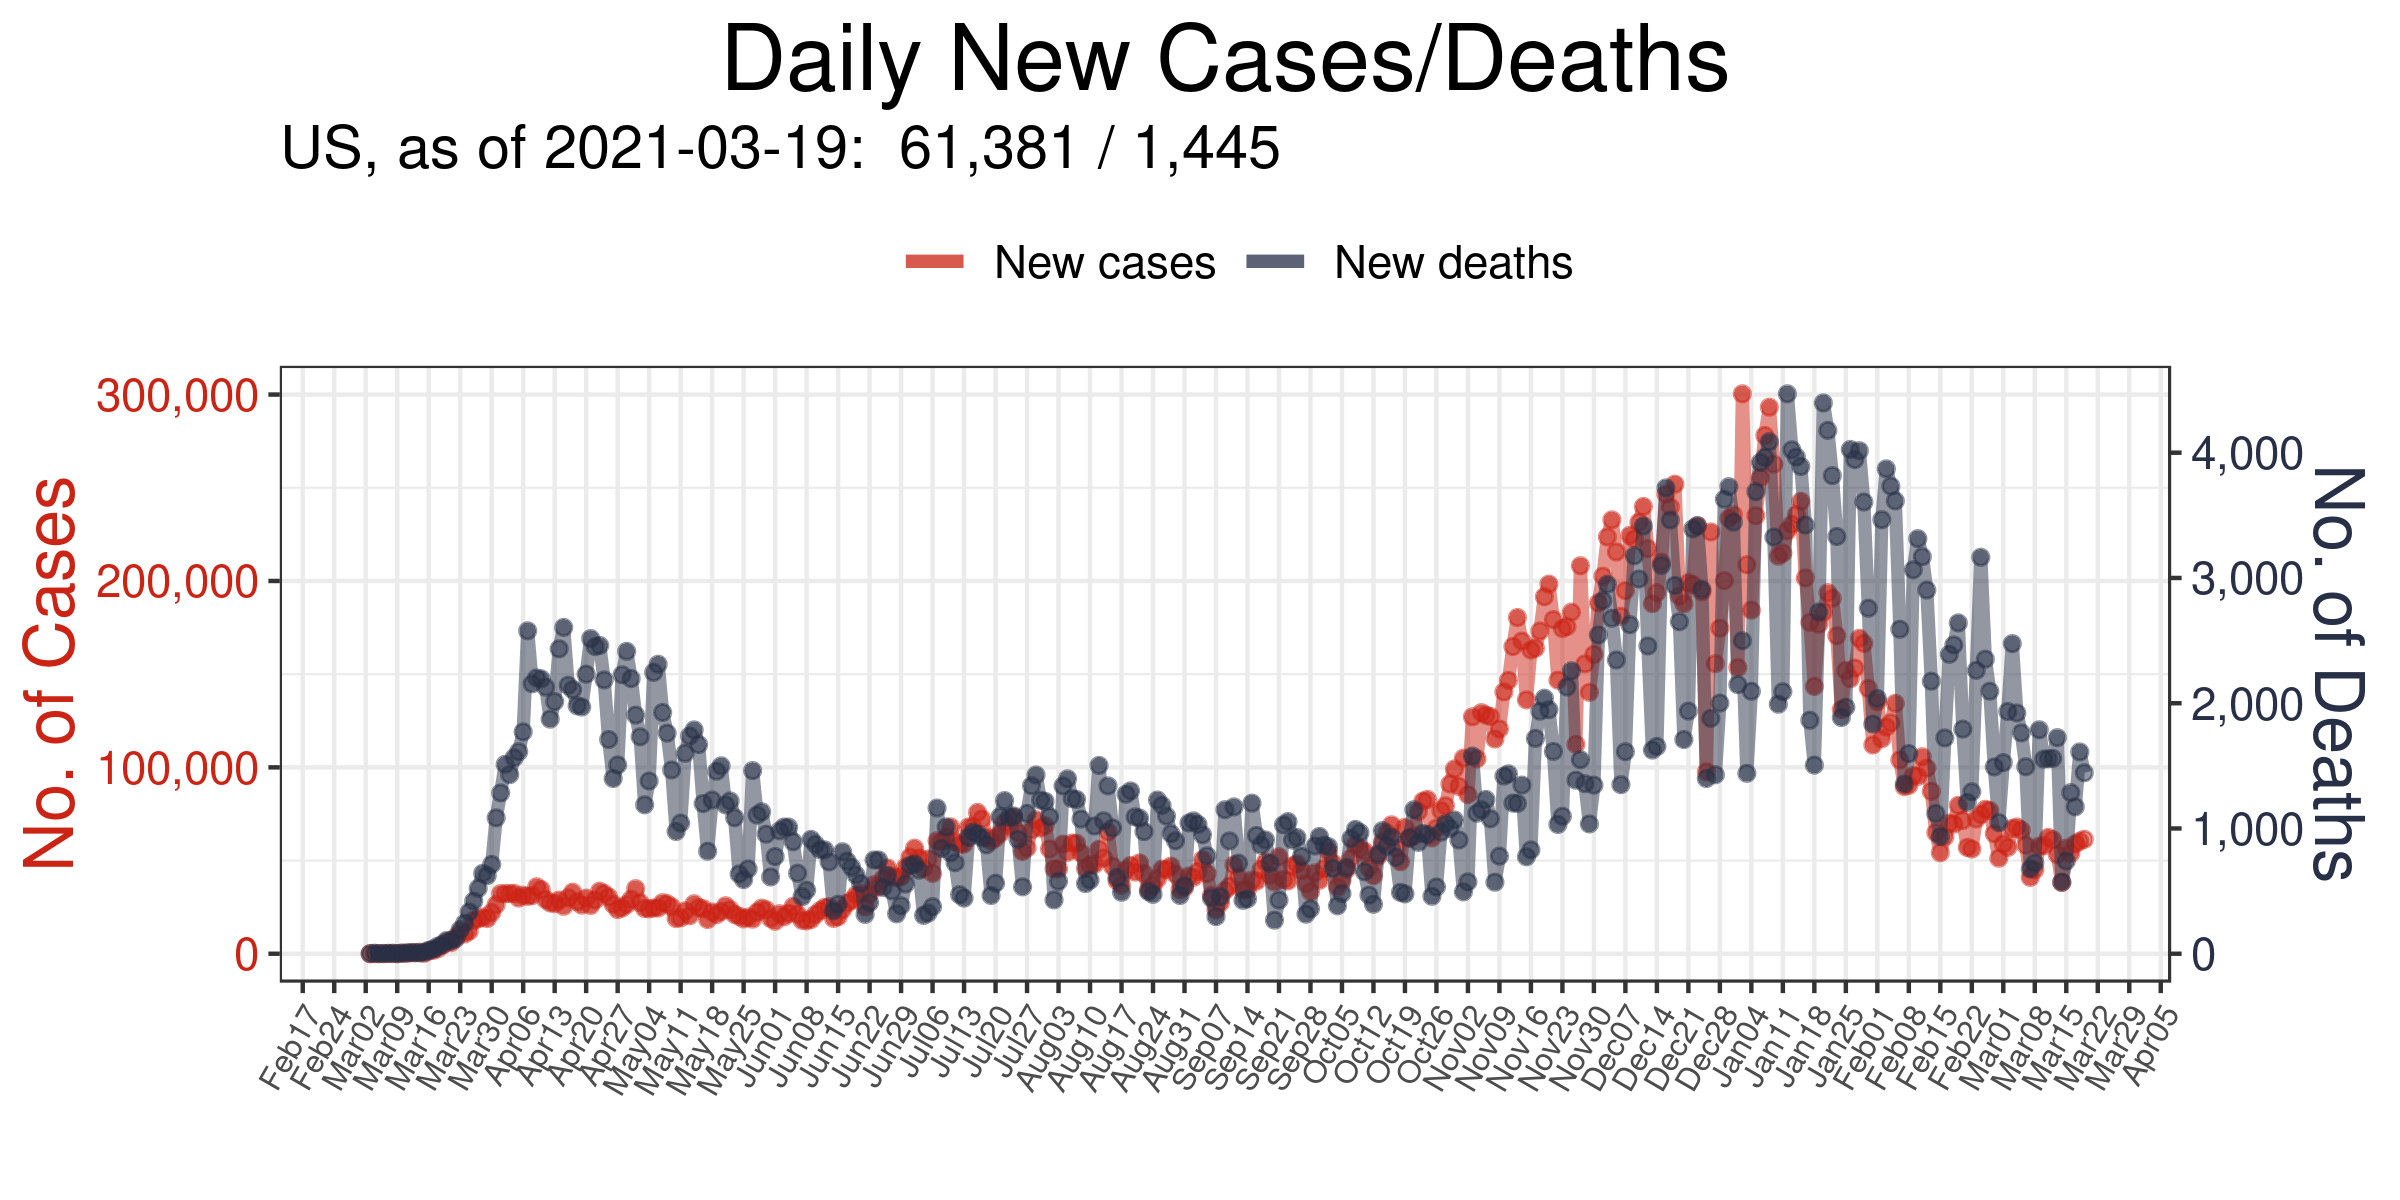 Daily New Cases/Deaths
US, as of 2021-03-19: 61,381 / 1,445
New cases
New deaths
No. of Cases
300,000
200,000
100,000
0
4,000
3,000
2,000
1,000
0
No. of Deaths
Feb17
Feb24
Mar02
Mar09
Mar16
Mar23
Mar30
Apr06
Apr13
Apr20
Apr27
May04
May11
May18
May25
Jun01
Jun08
Jun15
Jun22
Jun29
Jul06
Jul13
Jul20
Jul27
Aug03
Aug10
Aug17
Aug24
Aug31
Sep07
Sep14
Sep21
Sep28
Oct05
Oct12
Oct19
Oct26
Nov02
Nov09
Nov16
Nov23
Nov30
Dec07
Dec14
Dec21
Dec28
Jan04
Jan11
Jan18
Jan25
Feb01
Feb08
Feb15
Feb22
Mar01
Mar08
Mar15
Mar22
Mar29
Apr05